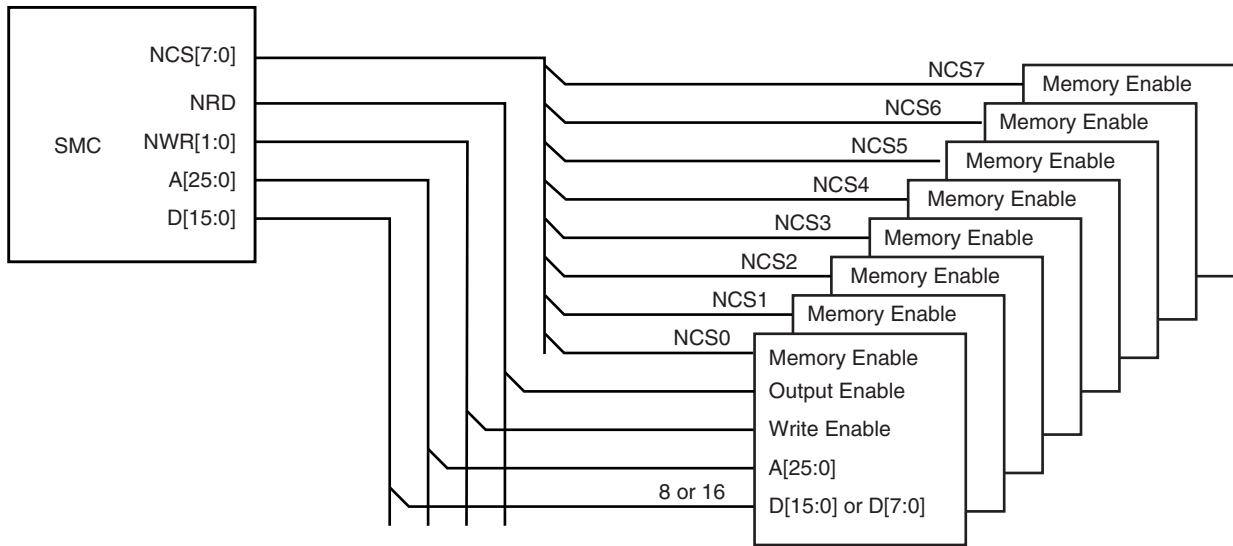 NCS[7:0]
NRD
SMC
NWR[1:0]
A[25:0]
D[15:0]
NCS7
Memory Enable
NCS6
Memory Enable
NCS5
Memory Enable
NCS4
Memory Enable
NCS3
Memory Enable
NCS2
Memory Enable
NCS1
Memory Enable
NCS0
Memory Enable
Output Enable
Write Enable
A[25:0]
8 or 16
D[15:0] or D[7:0]